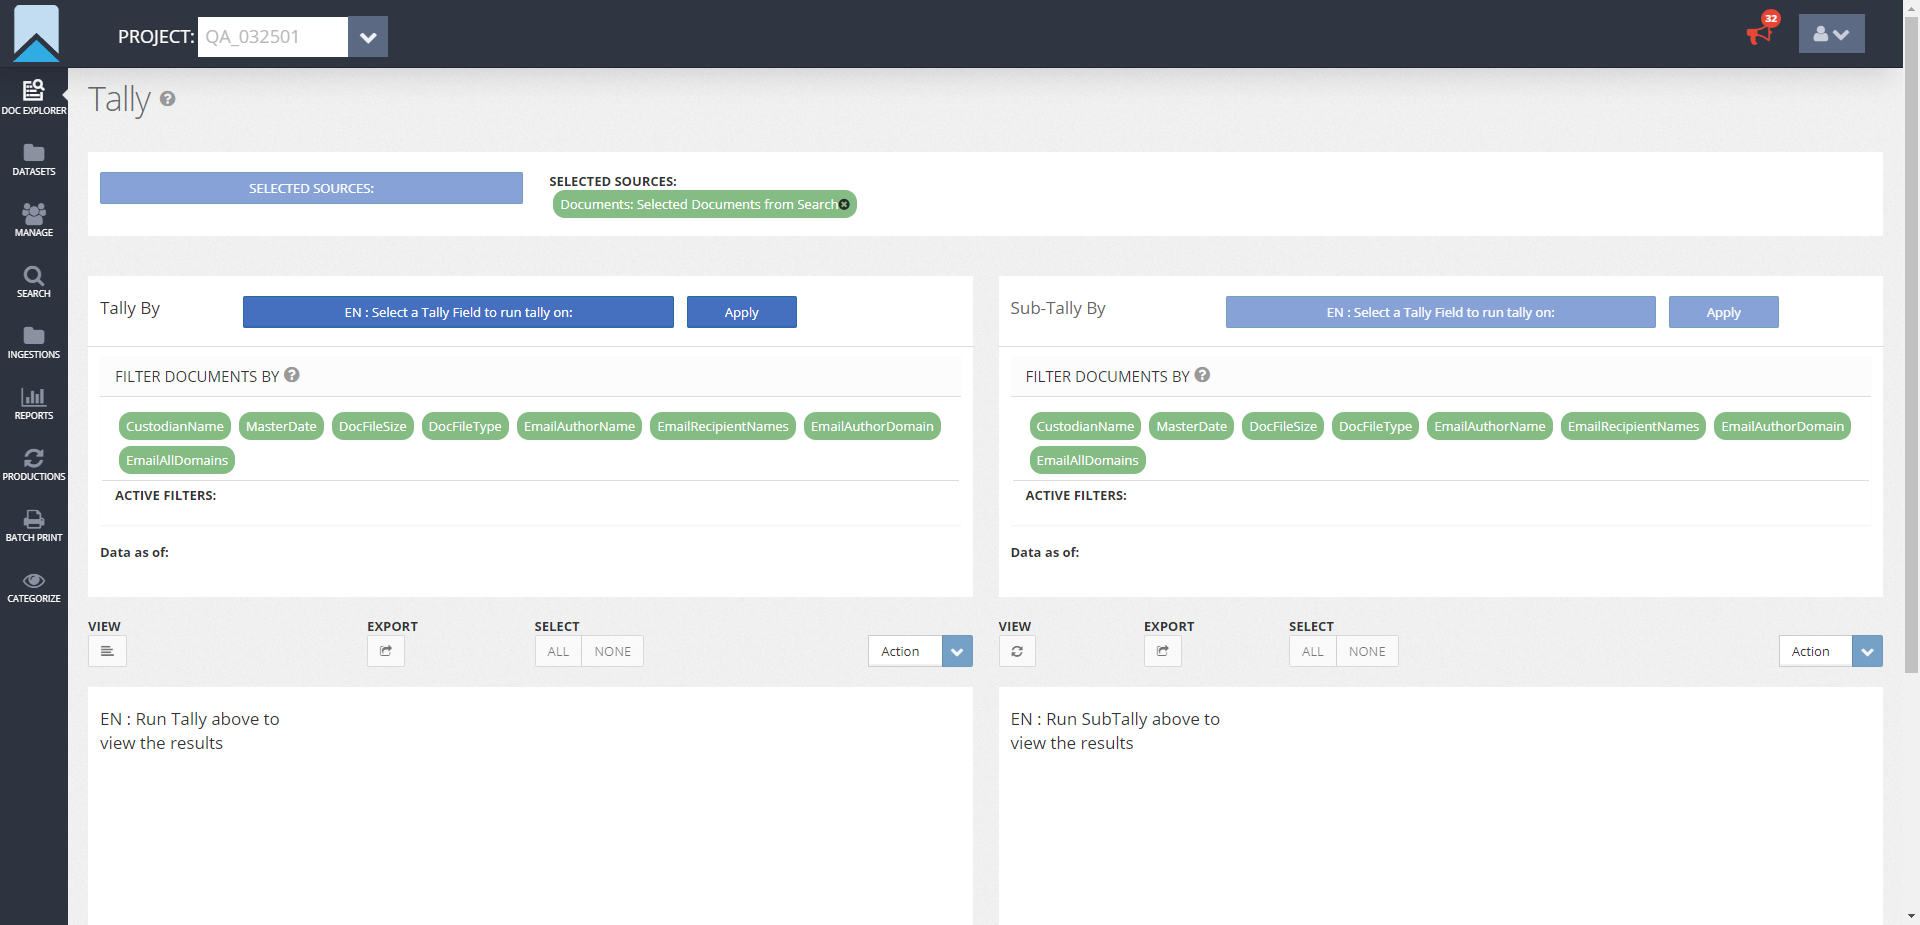 PROJECT: QA_032501
32
DOC EXPLORER
DATASETS
MANAGE
SEARCH
INGESTIONS
REPORTS
PRODUCTIONS
BATCH PRINT
CATEGORIZE
Tally
SELECTED SOURCES:
SELECTED SOURCES:
Documents: Selected Documents from Search
Tally By
EN : Select a Tally Field to run tally on:
Apply
FILTER DOCUMENTS BY
CustodianName MasterDate DocFileSize DocFileType EmailAuthorName EmailRecipientNames EmailAuthorDomain
EmailAllDomains
ACTIVE FILTERS:
Data as of:
VIEW
EXPORT
SELECT
ALL NONE
Action
EN : Run Tally above to
view the results
Sub-Tally By
EN : Select a Tally Field to run tally on:
Apply
FILTER DOCUMENTS BY
CustodianName MasterDate DocFileSize DocFileType EmailAuthorName EmailRecipientNames EmailAuthorDomain
EmailAllDomains
ACTIVE FILTERS:
Data as of:
VIEW
EXPORT
SELECT
ALL NONE
Action
EN : Run SubTally above to
view the results